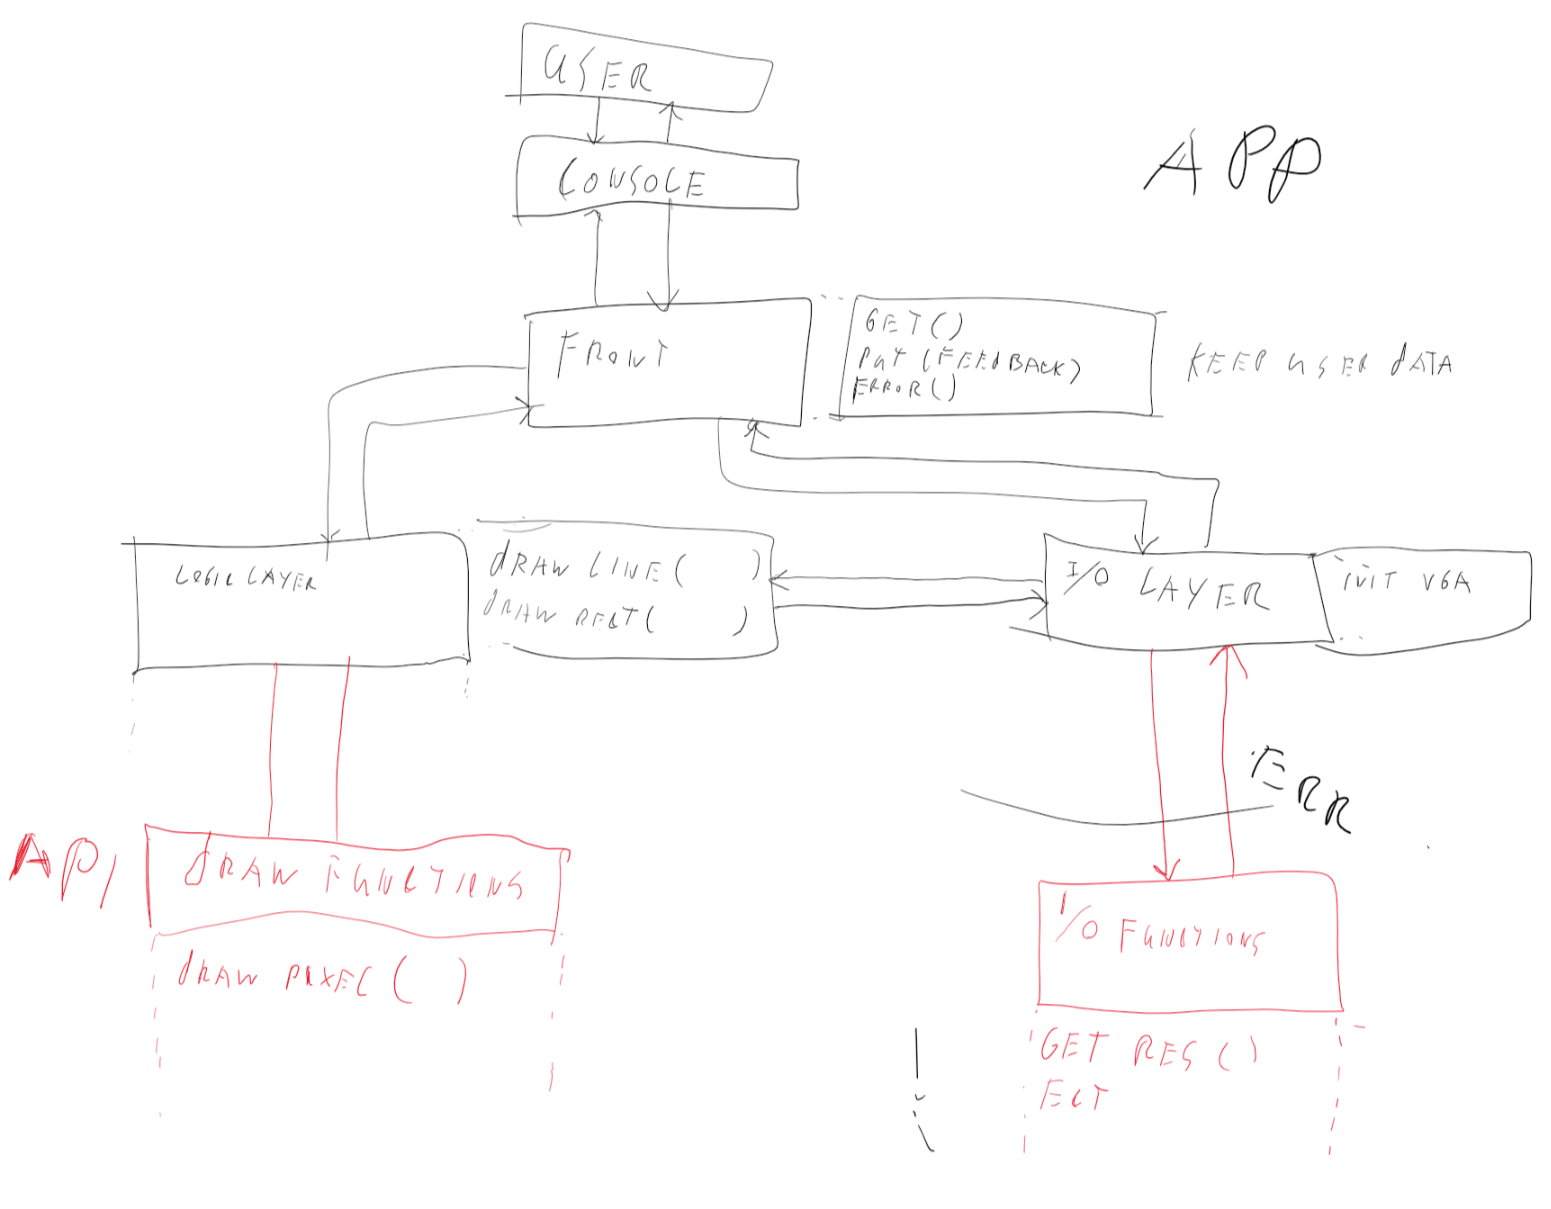 USER
CONSOLE
APP
FRONT
GET()
PUT (FEEDBACK)
ERROR()
KEEP USER dATA
LOGIC LAYER
dRAW LINE( )
dRAW RECT( )
I/O LAYER
iNIT VGA
ERR
API
dRAW FUNCTIONS
dRAW PIXEL( )
I/O FUNCTIONS
GET RES()
ECT